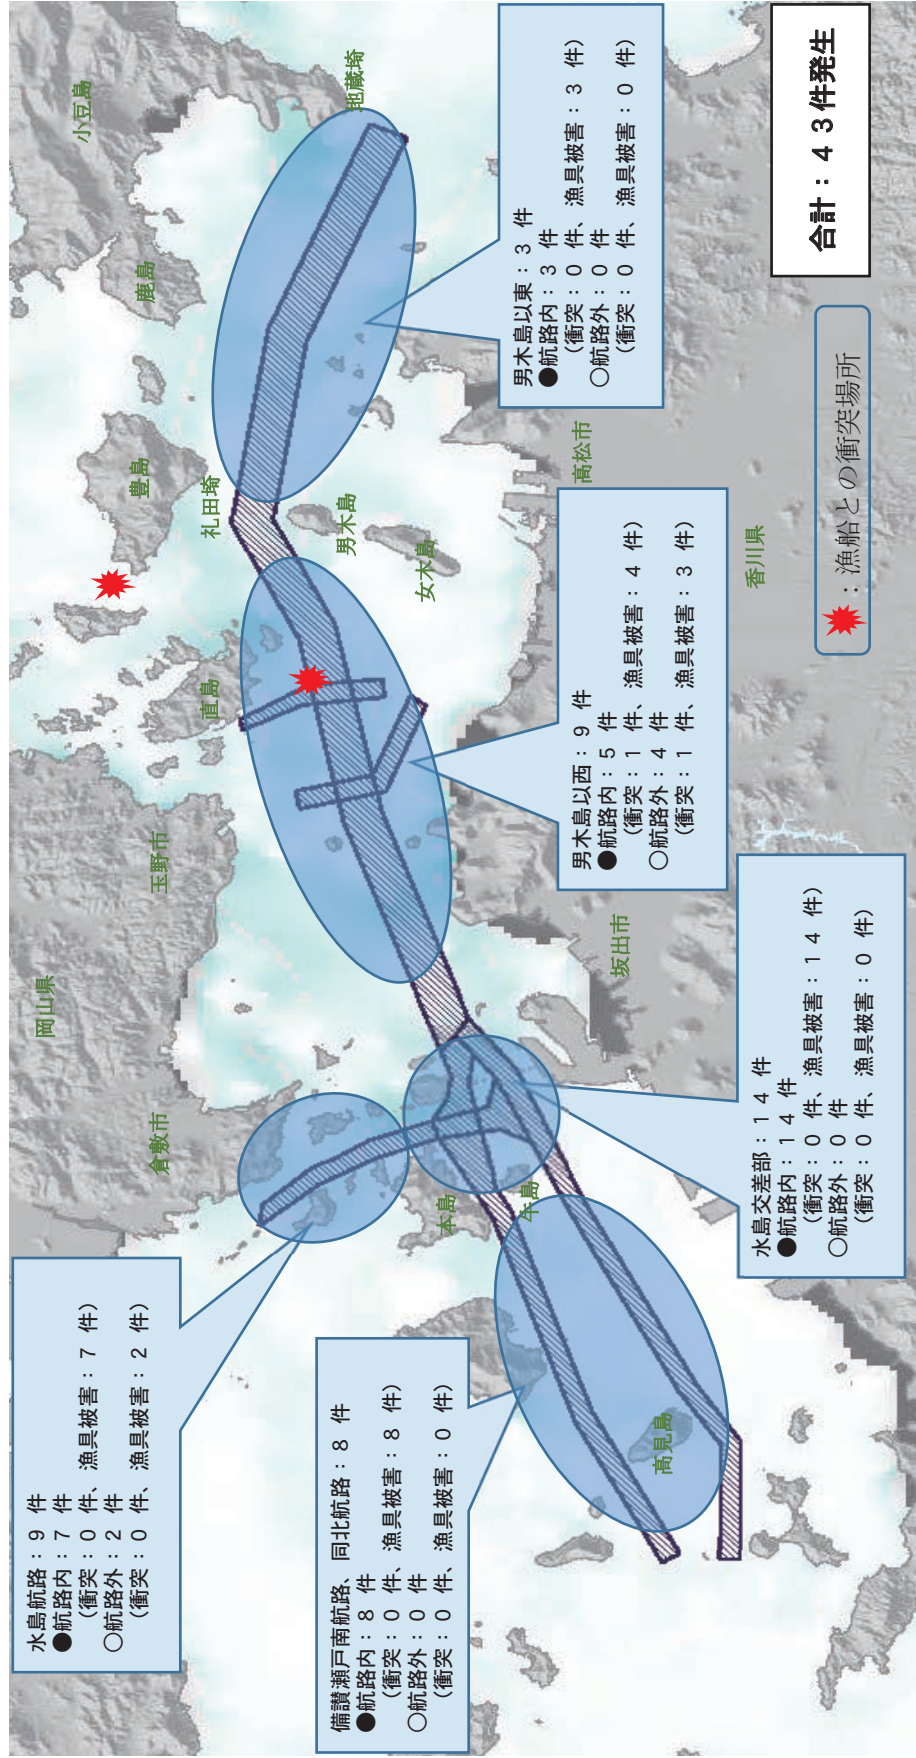 水島航路：９ 件
●航路内：７ 件
（衝突：０ 件、漁具被害：７ 件）
○航路外：２ 件
（衝突：０ 件、漁具被害：２ 件）
備讃瀬戸南航路、同北航路：８ 件
●航路内：８ 件
（衝突：０ 件、漁具被害：８ 件）
○航路外：０ 件
（衝突：０ 件、漁具被害：０ 件）
水島交差部：１４ 件
●航路内：１４ 件
（衝突：０ 件、漁具被害：１４ 件）
○航路外：０ 件
（衝突：０ 件、漁具被害：０ 件）
男木島以西：９ 件
●航路内：５ 件
（衝突：１ 件、漁具被害：４ 件）
○航路外：４ 件
（衝突：１ 件、漁具被害：３ 件）
男木島以東：３ 件
●航路内：３ 件
（衝突：０ 件、漁具被害：３ 件）
○航路外：０ 件
（衝突：０ 件、漁具被害：０ 件）
合計：４３件発生
：漁船との衝突場所
岡山県
倉敷市
玉野市
直島
豊島
鹿島
小豆島
地蔵埼
礼田埼
男木島
女木島
高松市
香川県
坂出市
本島
牛島
高見島